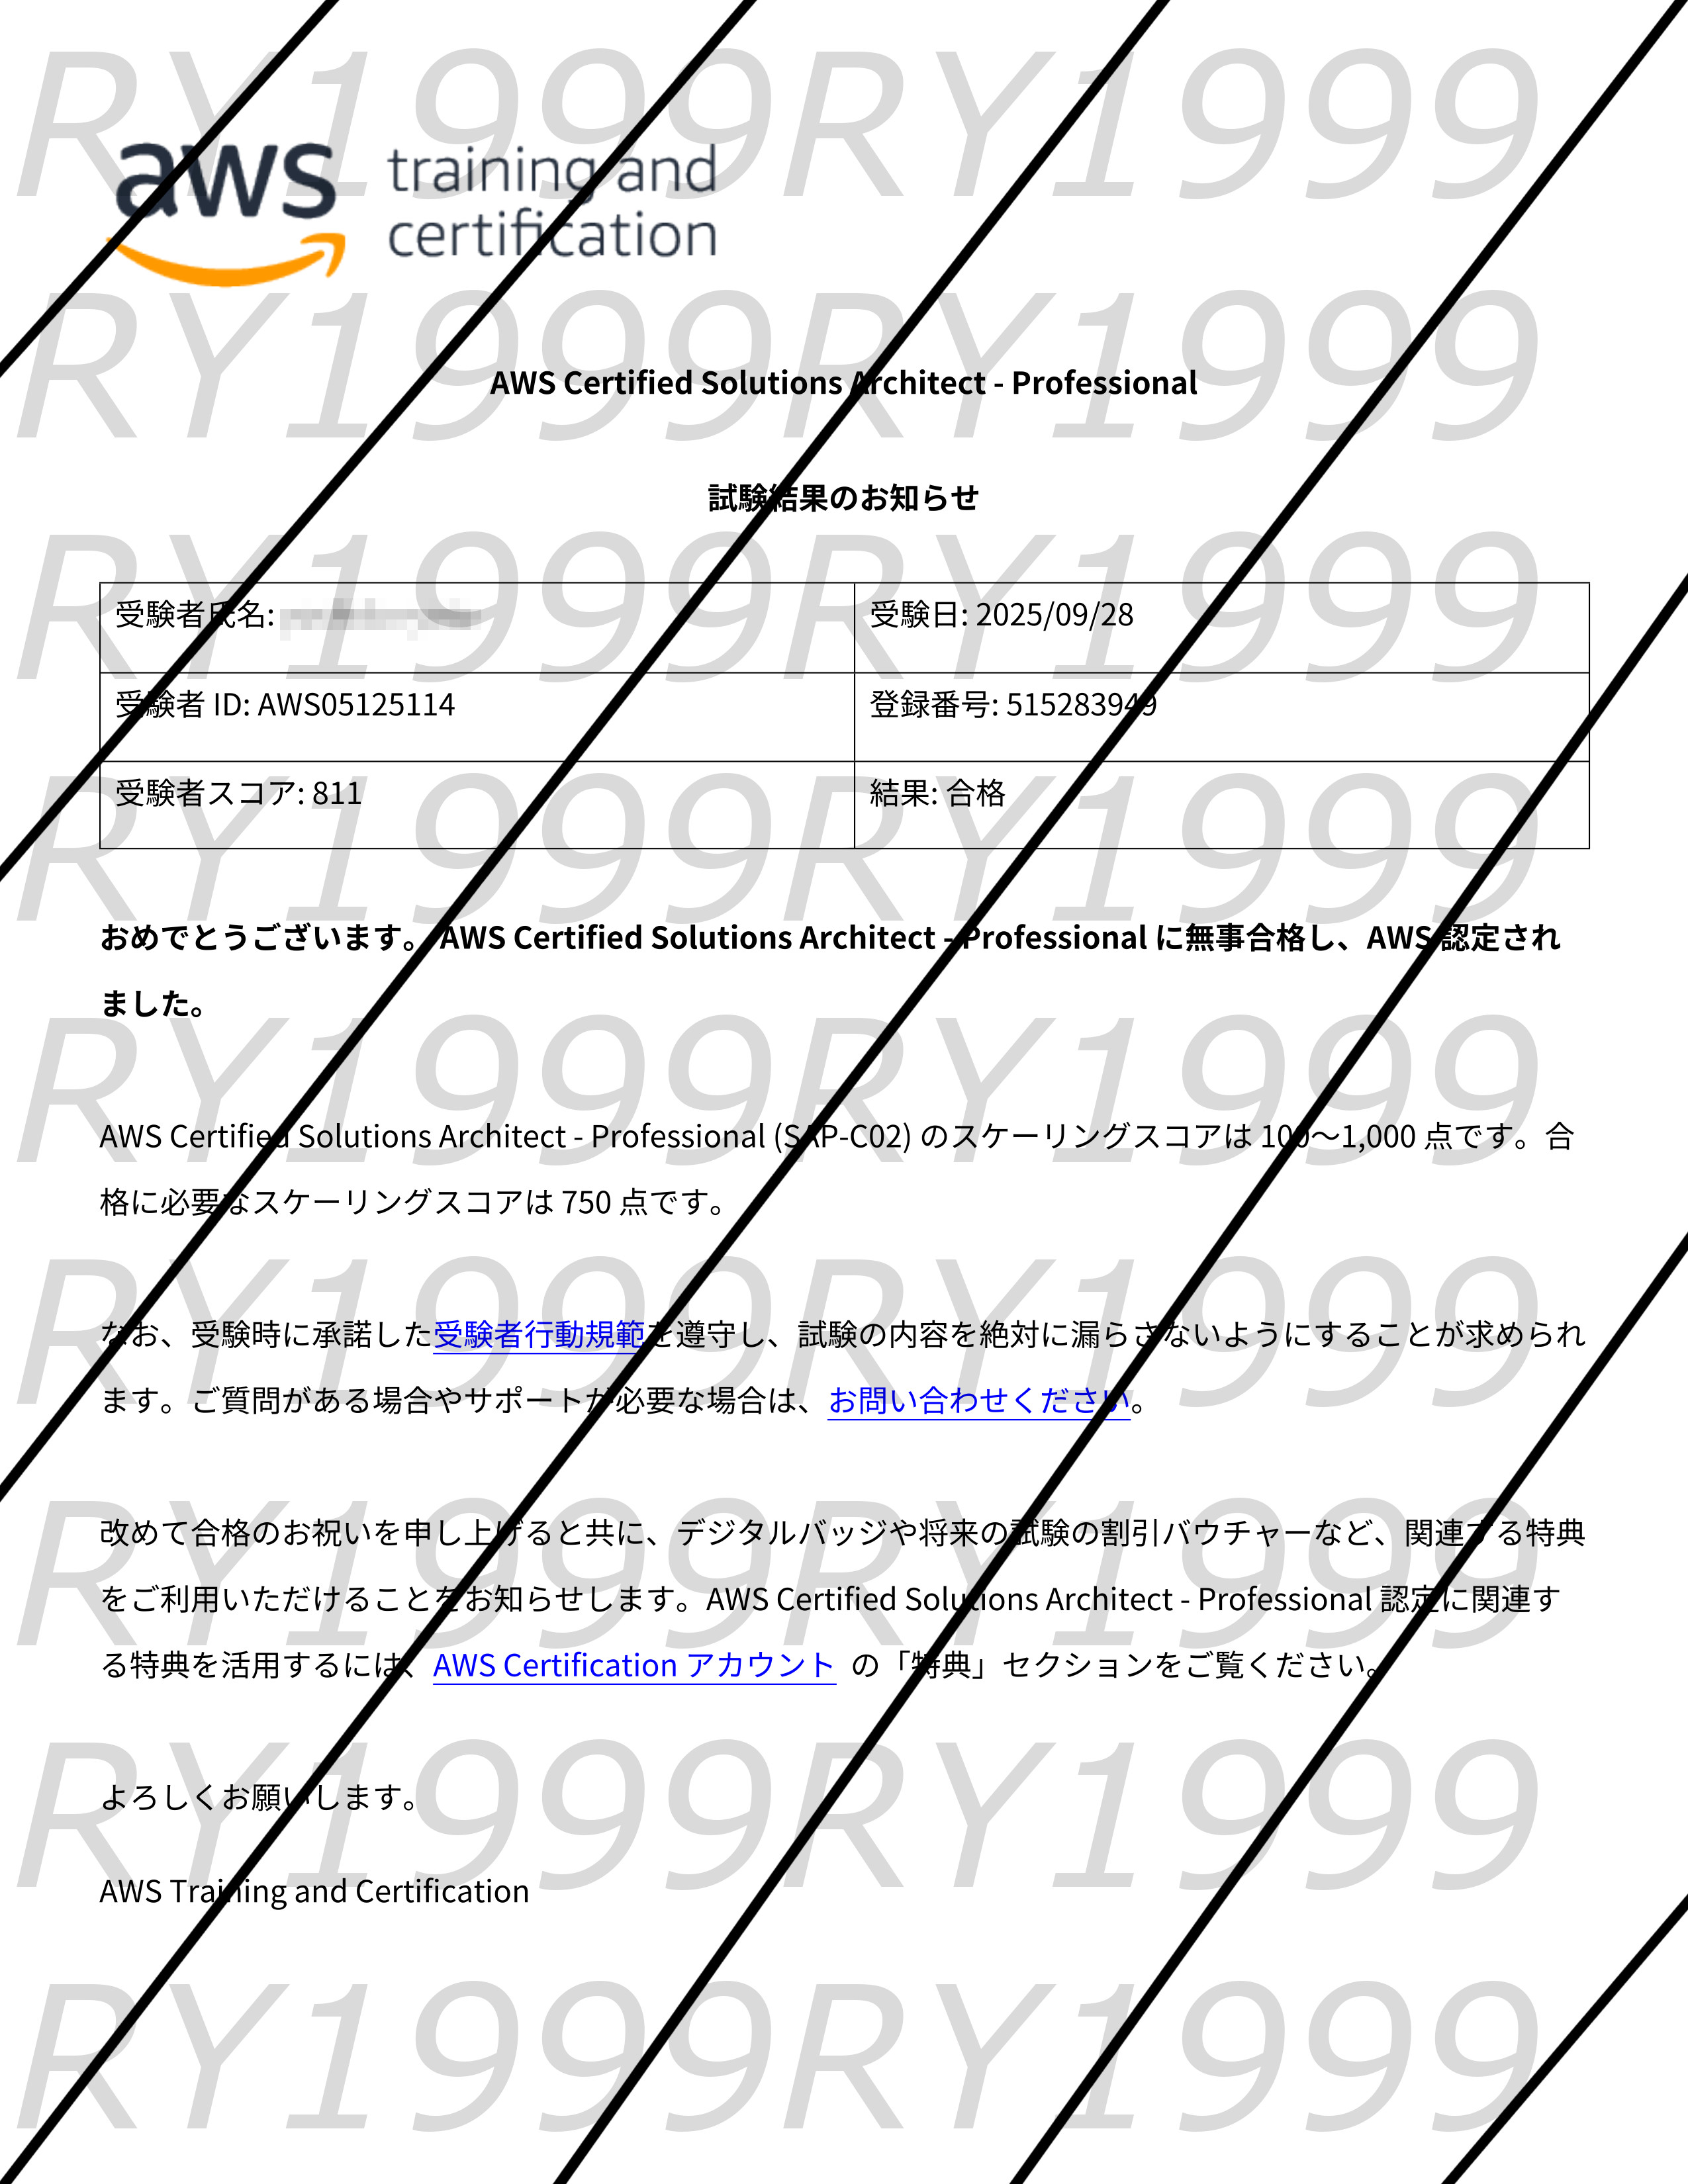 RY1999RY1999
aws training and certification
RY1999RY1999
AWS Certified Solutions Architect - Professional
試験結果のお知らせ
RY1999RY1999
受験者氏名:
受験日: 2025/09/28
受験者 ID: AWS05125114
登録番号: 515283949
RY1999RY1999
受験者スコア: 811
結果: 合格
おめでとうございます。 AWS Certified Solutions Architect - Professional に無事合格し、AWS 認定され
ました。
RY1999RY1999
AWS Certified Solutions Architect - Professional (SAP-C02) のスケーリングスコアは 100～1,000 点です。合
格に必要なスケーリングスコアは 750 点です。
RY1999RY1999
なお、受験時に承諾した受験者行動規範を遵守し、試験の内容を絶対に漏らさないようにすることが求められ
ます。ご質問がある場合やサポートが必要な場合は、お問い合わせください。
RY1999RY1999
改めて合格のお祝いを申し上げると共に、デジタルバッジや将来の試験の割引バウチャーなど、関連する特典
をご利用いただけることをお知らせします。AWS Certified Solutions Architect - Professional 認定に関連す
る特典を活用するには、 AWS Certification アカウント の「特典」セクションをご覧ください。
RY1999RY1999
よろしくお願いします。
AWS Training and Certification
RY1999RY1999